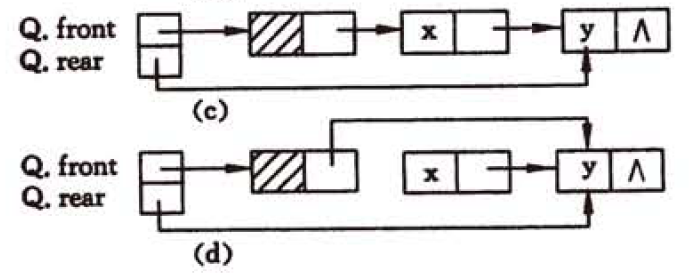 Q. front
x
y
Λ
Q. rear
(c)
Q. front
x
y
Λ
Q. rear
(d)